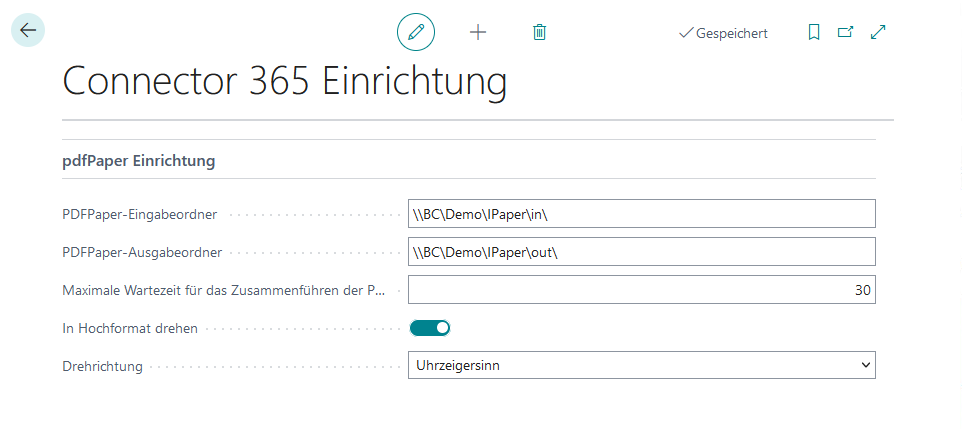 Gespeichert
Connector 365 Einrichtung
pdfPaper Einrichtung
PDFPaper-Eingabeordner \\BC\Demo\IPaper\in\
PDFPaper-Ausgabeordner \\BC\Demo\IPaper\out\
Maximale Wartezeit für das Zusammenführen der P... 30
In Hochformat drehen
Drehrichtung Uhrzeigersinn